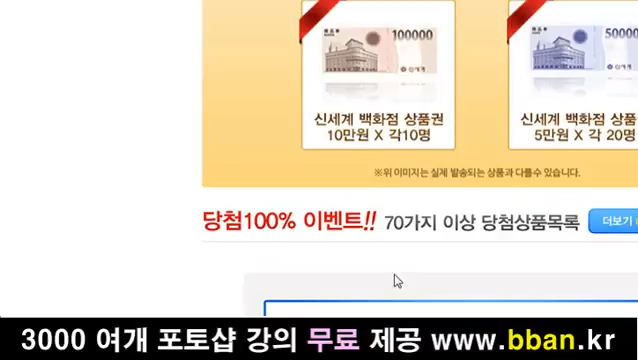 100000
50000
신세계 백화점 상품권
10만원 X 각10명
신세계 백화점 상품
5만원 X 각 20명
※위 이미지는 실제 발송되는 상품과 다를수 있습니다.
당첨100% 이벤트!! 70가지 이상 당첨상품목록 더보기
3000 여개 포토샵 강의 무료 제공 www.bban.kr